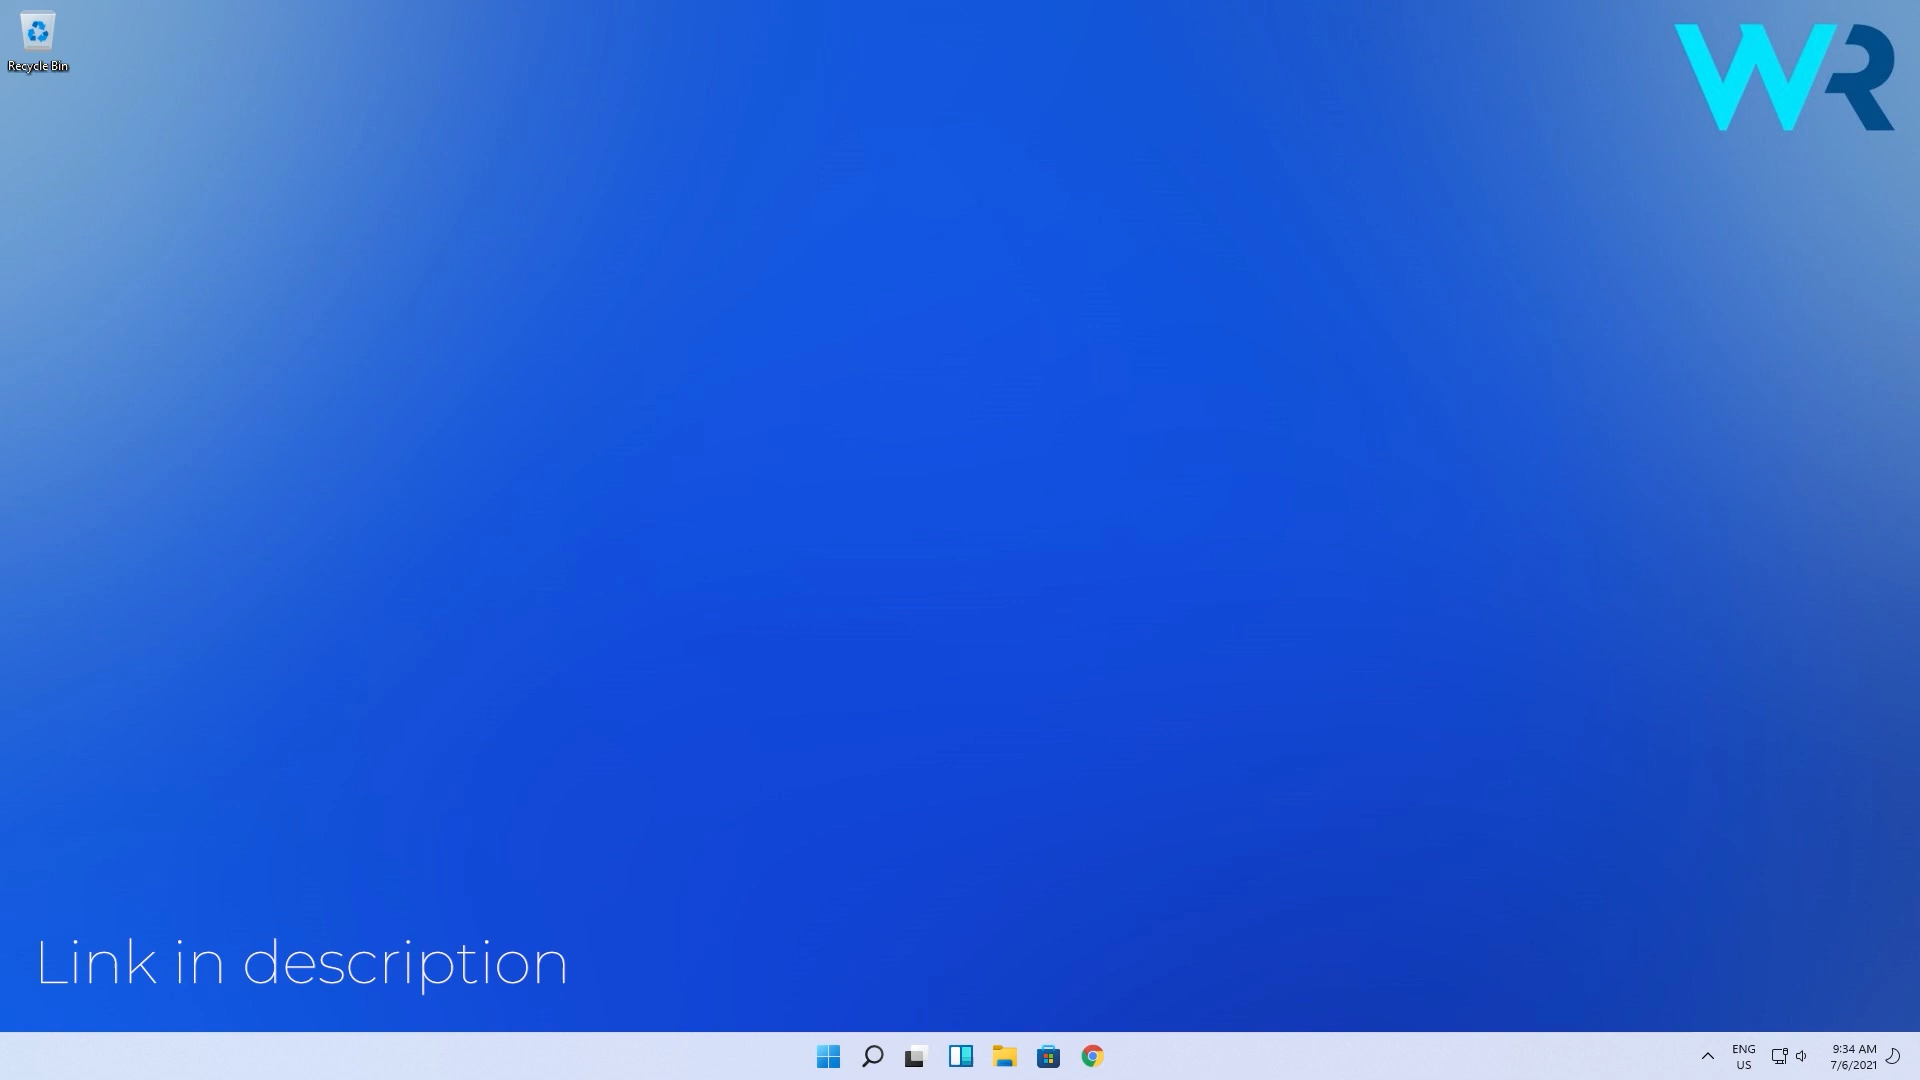 Recycle Bin
WR
Link in description
ENG
US
9:34 AM
7/6/2021